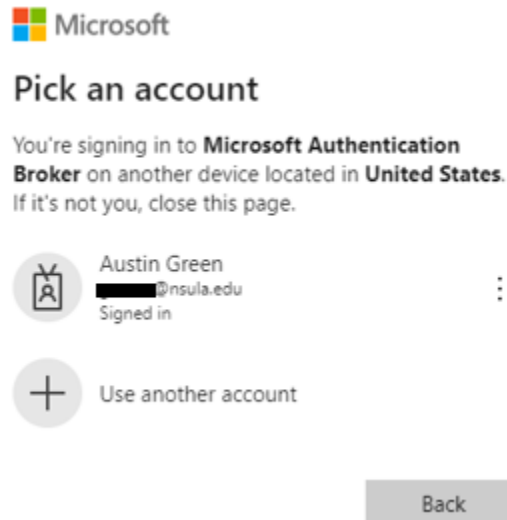 Microsoft
Pick an account
You're signing in to Microsoft Authentication
Broker on another device located in United States.
If it's not you, close this page.
Austin Green
@nsula.edu
Signed in
Use another account
Back